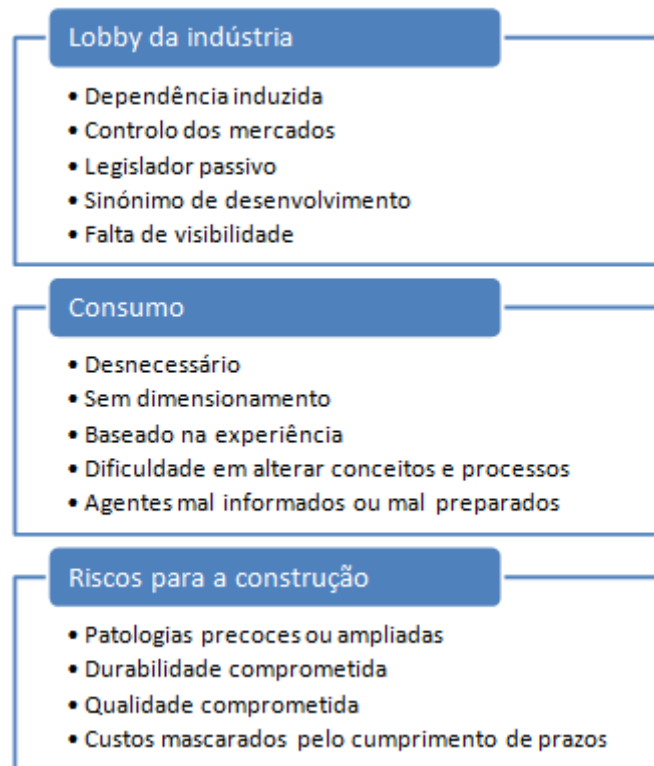 Lobby da indústria
• Dependência induzida
• Controlo dos mercados
• Legislador passivo
• Sinónimo de desenvolvimento
• Falta de visibilidade
Consumo
• Desnecessário
• Sem dimensionamento
• Baseado na experiência
• Dificuldade em alterar conceitos e processos
• Agentes mal informados ou mal preparados
Riscos para a construção
• Patologias precoces ou ampliadas
• Durabilidade comprometida
• Qualidade comprometida
• Custos mascarados pelo cumprimento de prazos